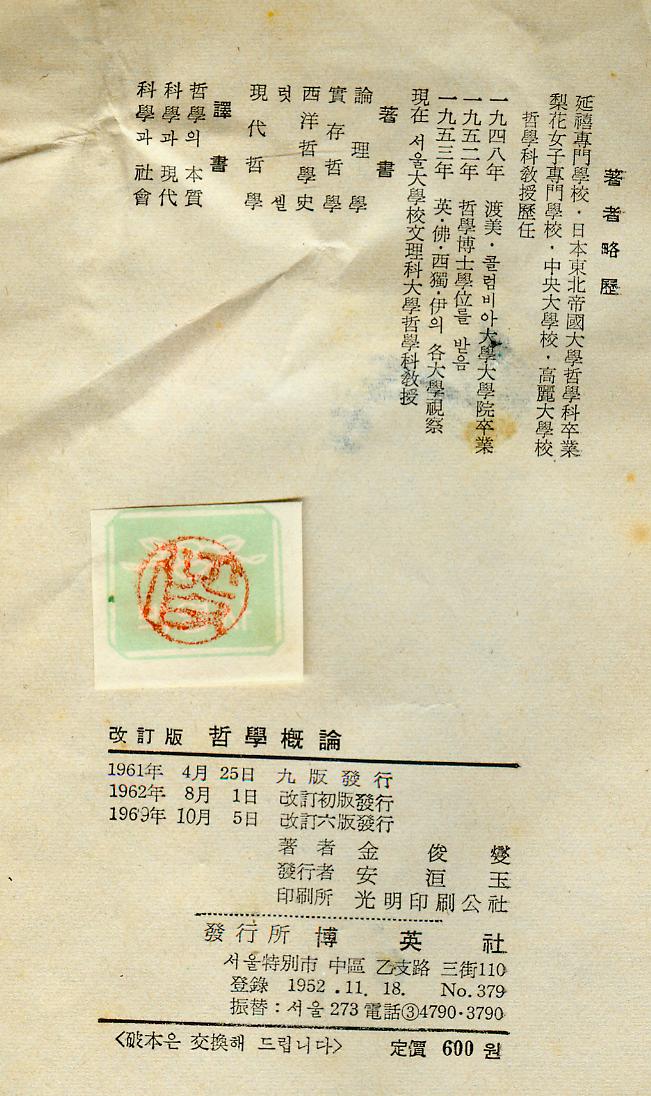 著者略歷
延禧專門學校·日本東北帝國大學哲學科卒業
梨花女子專門學校·中央大學校·高麗大學校
哲學科敎授歷任
一九四八年 渡美·콜럼비아大學大學院卒業
一九五二年 哲學博士學位를 받음
一九五三年 英·佛·西獨·伊의 各大學視察
現在 서울大學校文理科大學哲學科敎授
著書
論理學
實存哲學
西洋哲學史
럿셀
現代哲學
譯書
哲學의 本質
科學과 現代
科學과 社會
改訂版 哲學槪論
1961年 4月 25日 九版發行
1962年 8月 1日 改訂初版發行
1969年 10月 5日 改訂六版發行
著者 金俊燮
發行者 安洹玉
印刷所 光明印刷公社
發行所 博英社
서울特別市 中區 乙支路 三街110
登錄 1952.11.18. No.379
振替:서울 273 電話③4790·3790
<破本은 交換해 드립니다> 定價 600 원